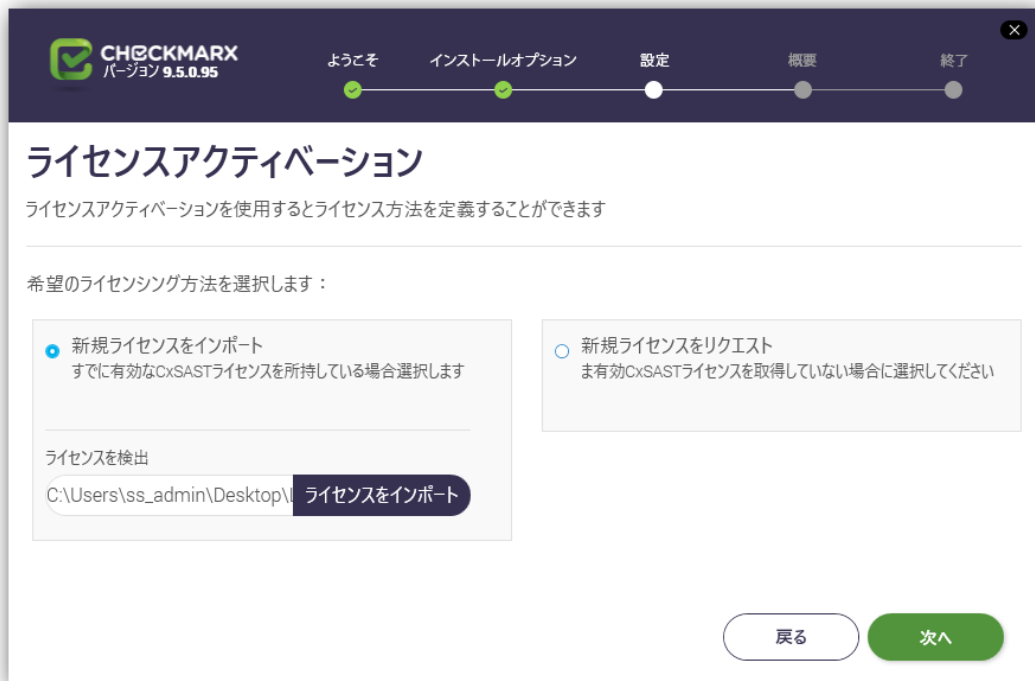 CHECKMARX
バージョン 9.5.0.95
ようこそ
インストールオプション
設定
概要
終了
ライセンスアクティベーション
ライセンスアクティベーションを使用するとライセンス方法を定義することができます
希望のライセンシング方法を選択します：
新規ライセンスをインポート
すでに有効なCxSASTライセンスを所持している場合選択します
ライセンスを検出
C:\Users\ss_admin\Desktop\
ライセンスをインポート
新規ライセンスをリクエスト
ま有効CxSASTライセンスを取得していない場合に選択してください
戻る
次へ